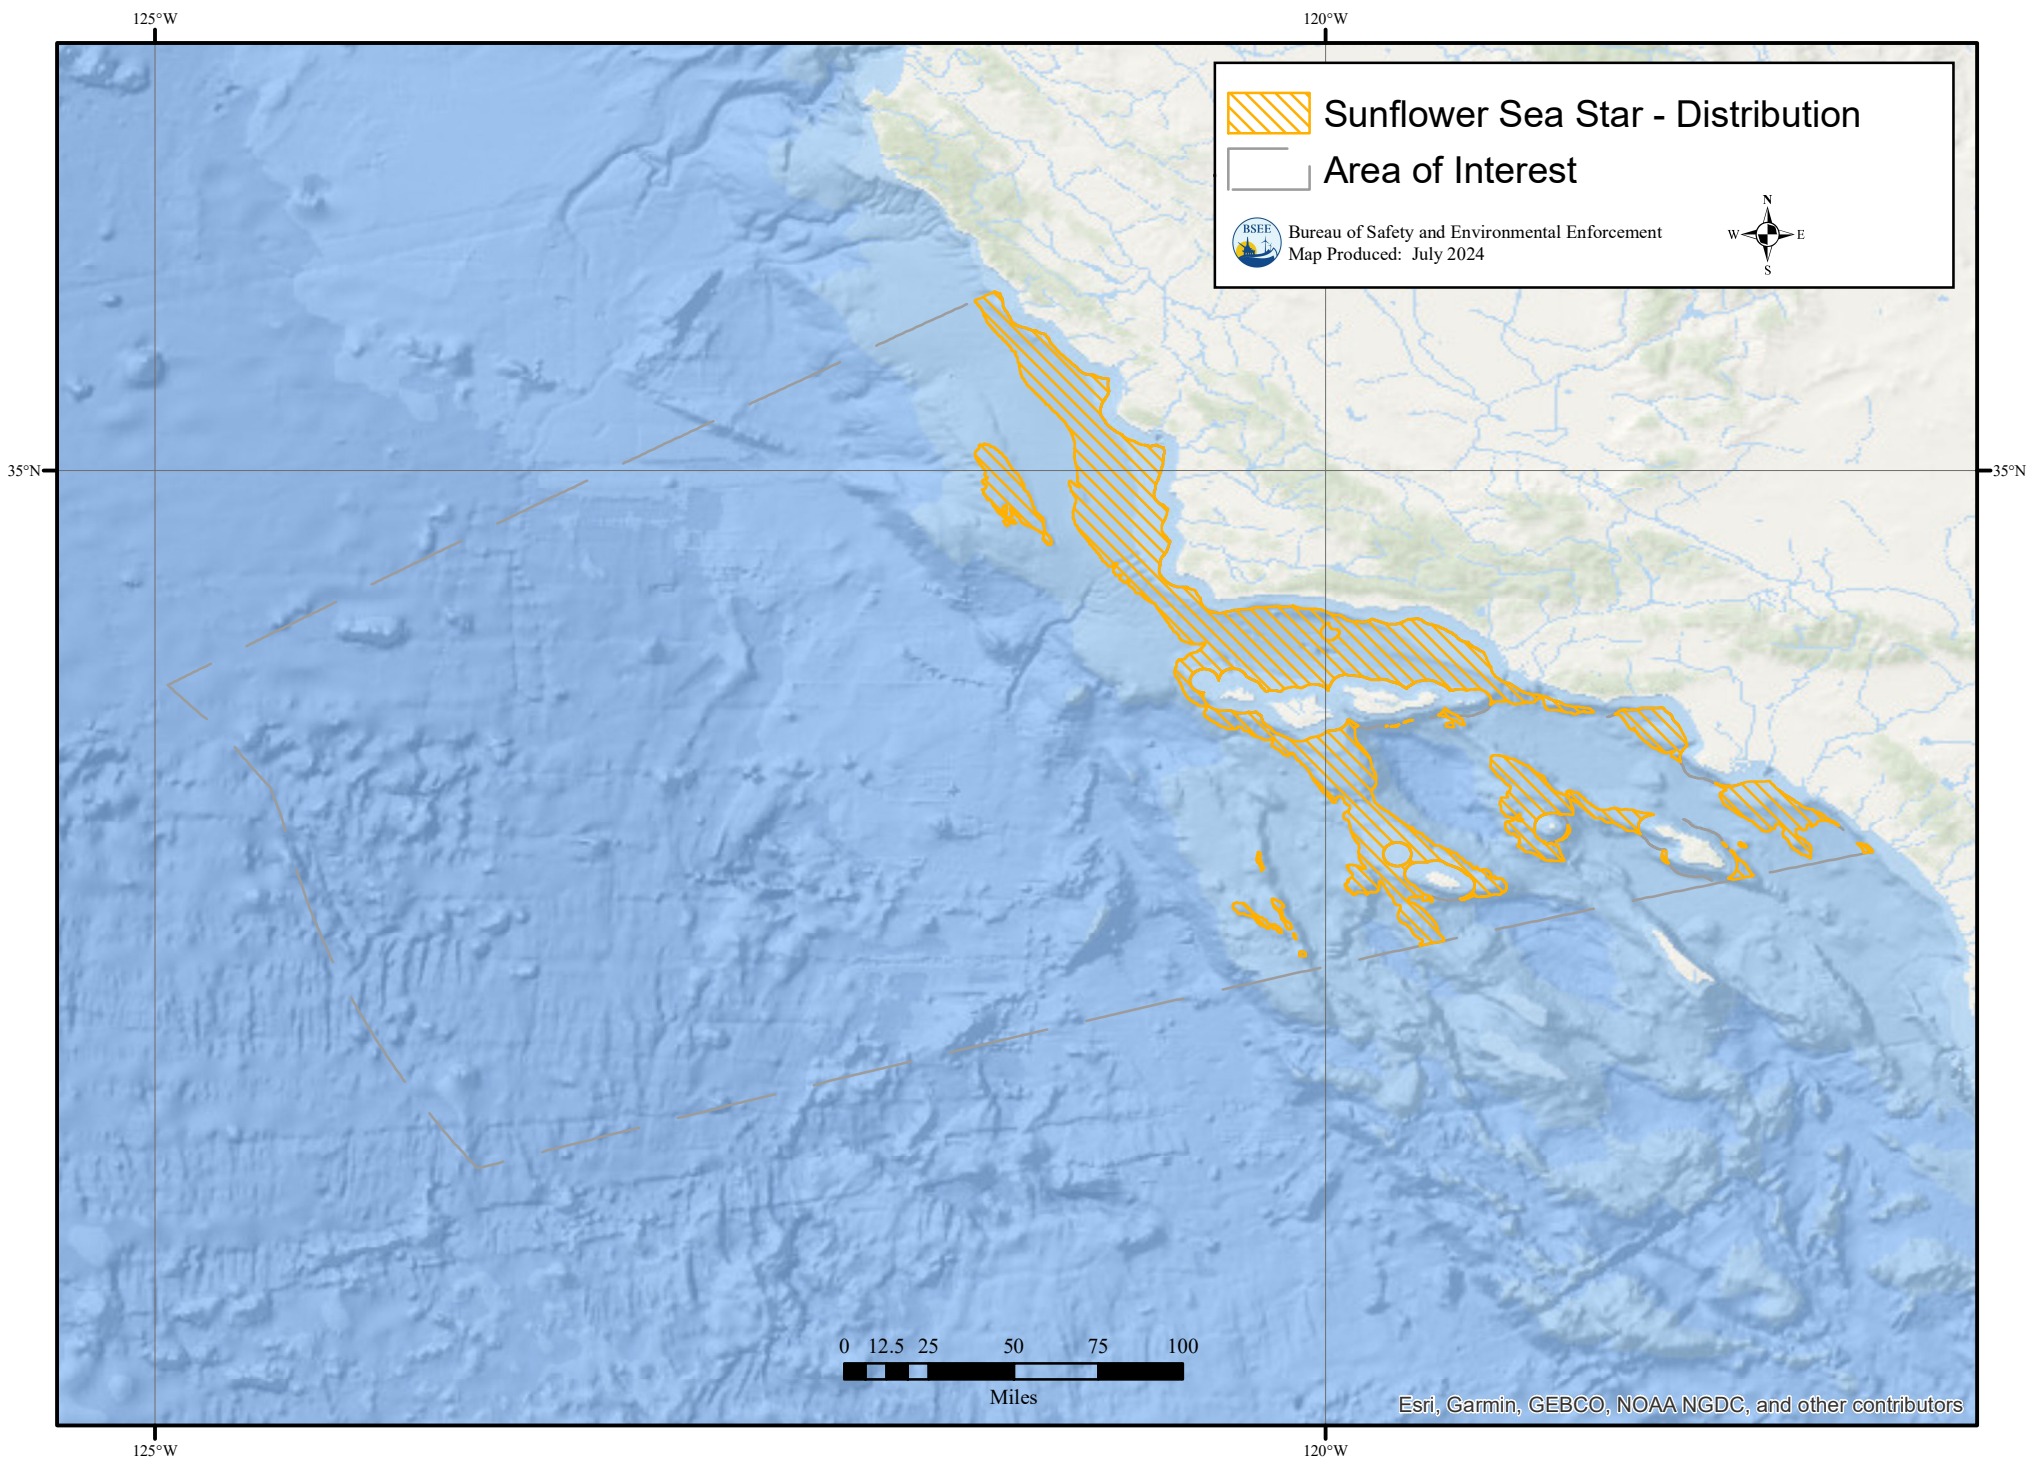 125°W
120°W
Sunflower Sea Star - Distribution
Area of Interest
BSEE
Bureau of Safety and Environmental Enforcement
Map Produced: July 2024
N
W
E
S
35°N
35°N
0 12.5 25 50 75 100
Miles
Esri, Garmin, GEBCO, NOAA NGDC, and other contributors
125°W
120°W